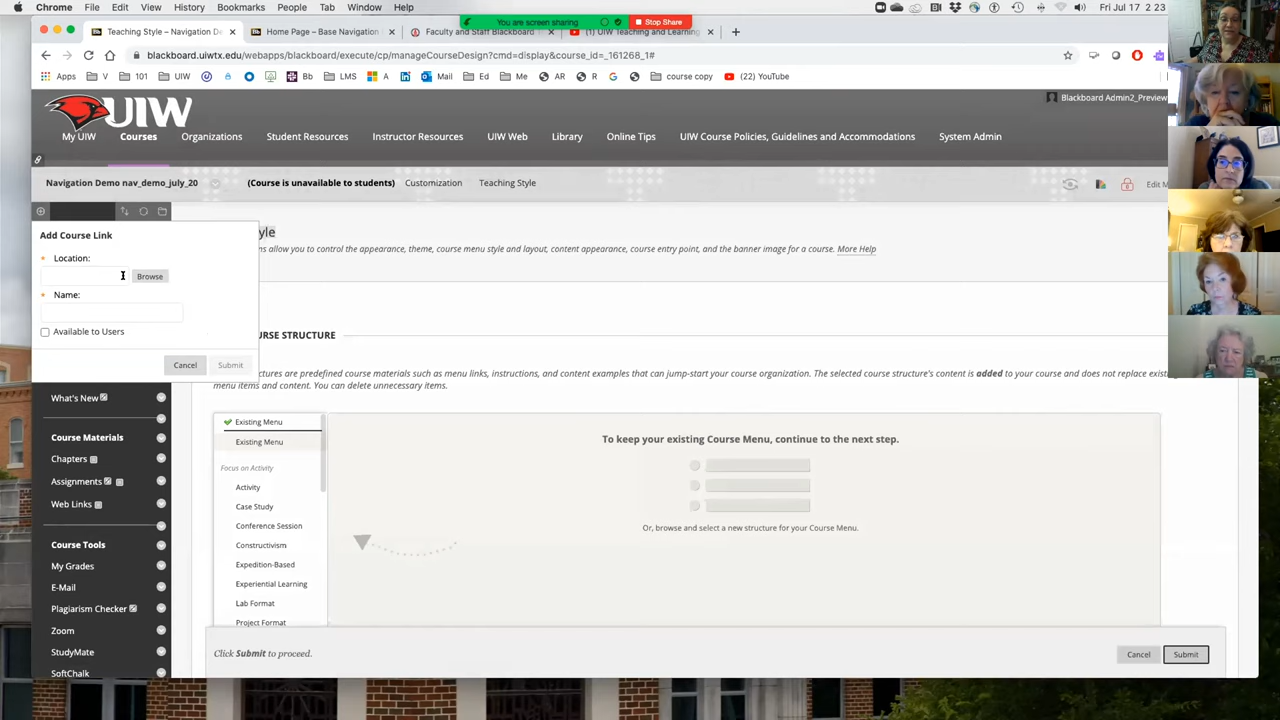 Chrome File Edit View History Bookmarks People Tab Window Help Fri Jul 17 2 23
You are screen sharing Stop Share
Teaching Style – Blackboard Le Home Page – Base Navigation Faculty and Staff Blackboard (1) UIW Teaching and Learning
blackboard.uiwtx.edu/webapps/blackboard/execute/cp/manageCourseDesign?cmd=display&course_id=_161268_1#
Apps V 101 UIW Bb LMS A Mail Ed Me AR R course copy (22) YouTube
UIW
Blackboard Admin2_Preview
My UIW Courses Organizations Student Resources Instructor Resources UIW Web Library Online Tips UIW Course Policies, Guidelines and Accommodations System Admin
Navigation Demo nav_demo_july_20 (Course is unavailable to students) Customization Teaching Style Edit M
Add Course Link
yle
ns allow you to control the appearance, theme, course menu style and layout, content appearance, course entry point, and the banner image for a course. More Help
Location:
Browse
Name:
Available to Users
Cancel Submit
OURSE STRUCTURE
uctures are predefined course materials such as menu links, instructions, and content examples that can jump-start your course organization. The selected course structure's content is added to your course and does not replace exist
menu items and content. You can delete unnecessary items.
What's New
Course Materials
Chapters
Assignments
Web Links
Course Tools
My Grades
E-Mail
Plagiarism Checker
Zoom
StudyMate
SoftChalk
Existing Menu
Existing Menu
Focus on Activity
Activity
Case Study
Conference Session
Constructivism
Expedition-Based
Experiential Learning
Lab Format
Project Format
To keep your existing Course Menu, continue to the next step.
Or, browse and select a new structure for your Course Menu.
Click Submit to proceed.
Cancel Submit